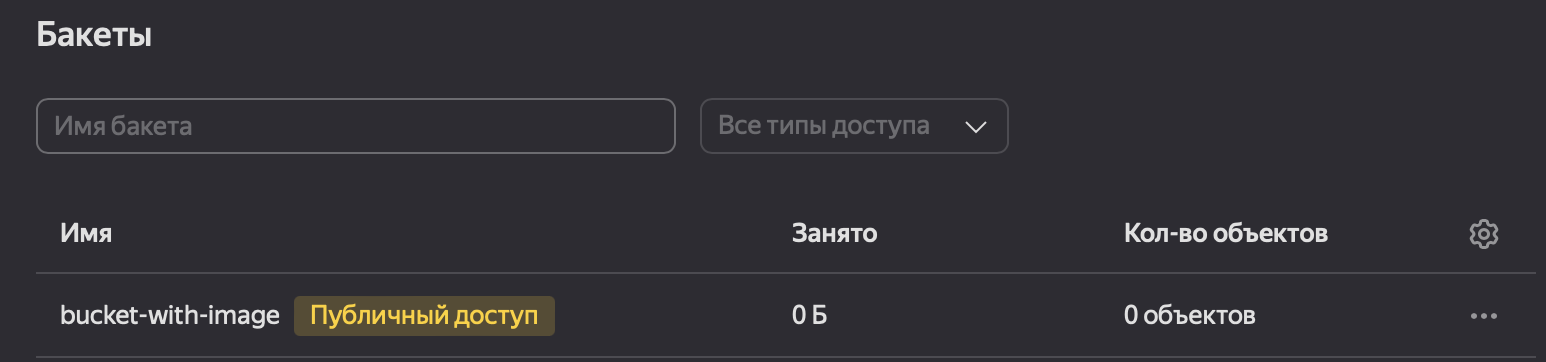 Бакеты
Имя бакета Все типы доступа
Имя Занято Кол-во объектов
bucket-with-image Публичный доступ 0 Б 0 объектов